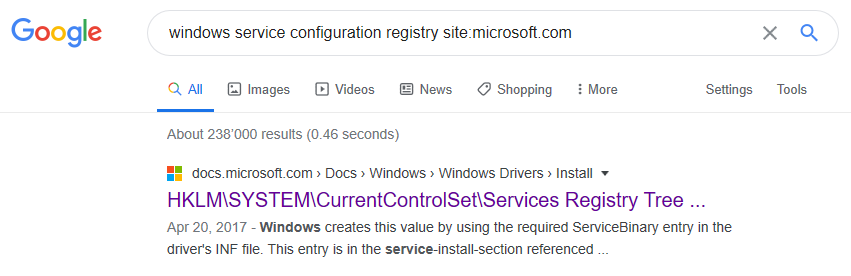 Google
windows service configuration registry site:microsoft.com
All Images Videos News Shopping More Settings Tools
About 238'000 results (0.46 seconds)
docs.microsoft.com › Docs › Windows › Windows Drivers › Install
HKLM\SYSTEM\CurrentControlSet\Services Registry Tree ...
Apr 20, 2017 - Windows creates this value by using the required ServiceBinary entry in the
driver's INF file. This entry is in the service-install-section referenced ...